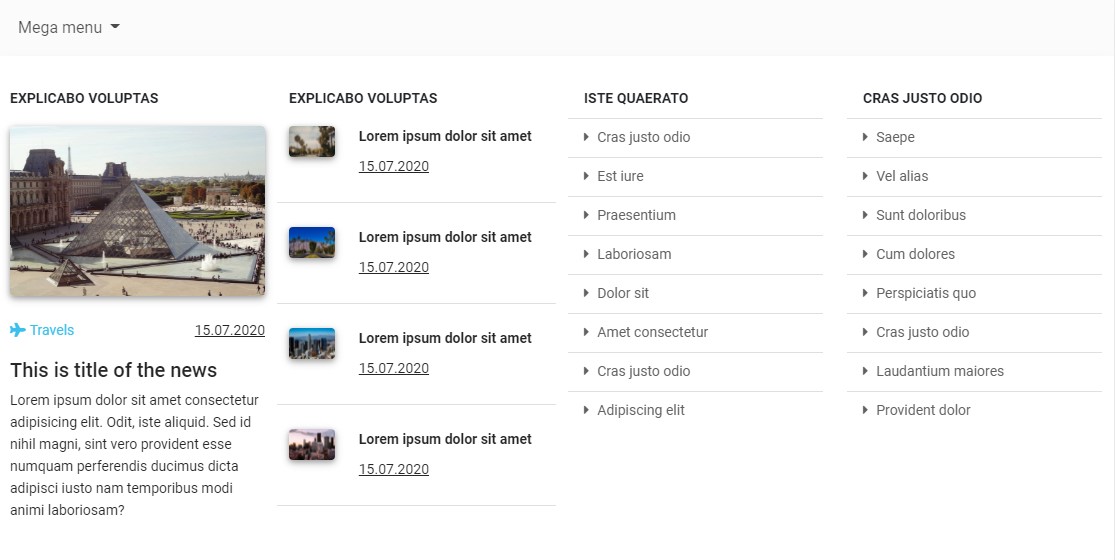 Mega menu
EXPLICABO VOLUPTAS
Travels
15.07.2020
This is title of the news
Lorem ipsum dolor sit amet consectetur
adipisicing elit. Odit, iste aliquid. Sed id
nihil magni, sint vero provident esse
numquam perferendis ducimus dicta
adipisci iusto nam temporibus modi
animi laboriosam?
EXPLICABO VOLUPTAS
Lorem ipsum dolor sit amet
15.07.2020
Lorem ipsum dolor sit amet
15.07.2020
Lorem ipsum dolor sit amet
15.07.2020
Lorem ipsum dolor sit amet
15.07.2020
ISTE QUAERATO
Cras justo odio
Est iure
Praesentium
Laboriosam
Dolor sit
Amet consectetur
Cras justo odio
Adipiscing elit
CRAS JUSTO ODIO
Saepe
Vel alias
Sunt doloribus
Cum dolores
Perspiciatis quo
Cras justo odio
Laudantium maiores
Provident dolor